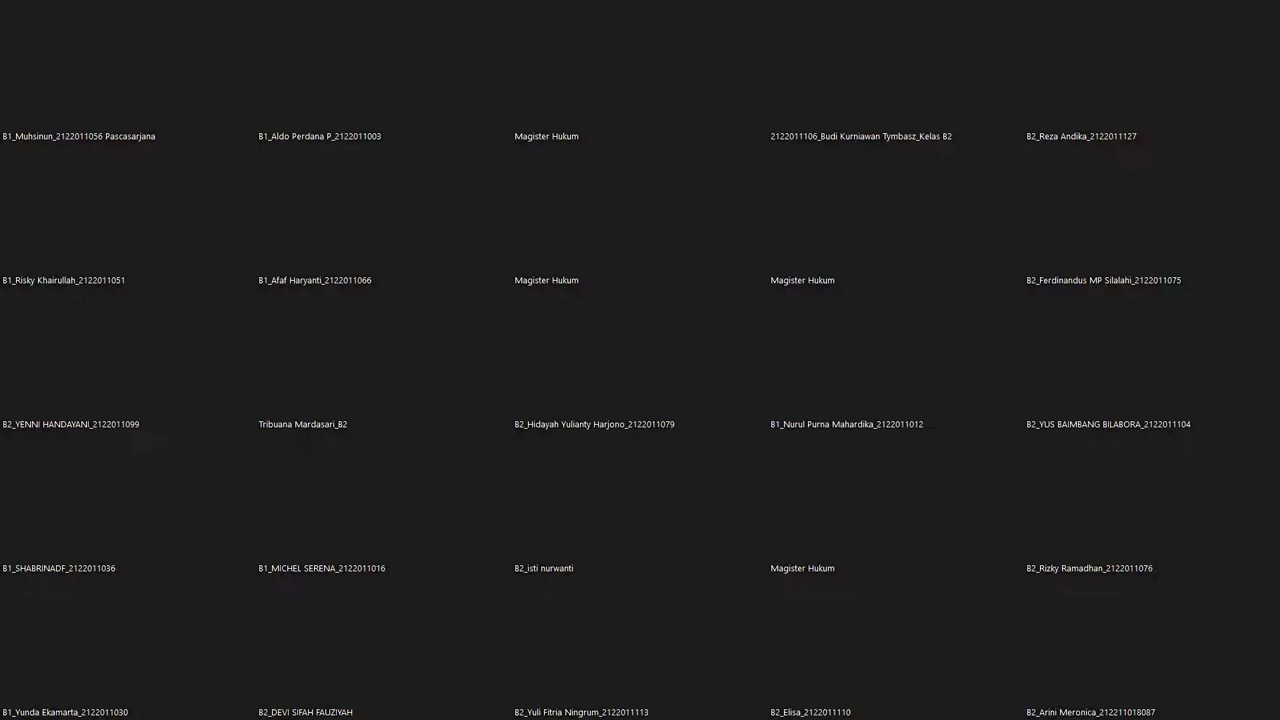 B1_Muhsinun_2122011056 Pascasarjana
B1_Aldo Perdana P_2122011003
Magister Hukum
2122011106_Budi Kurniawan Tymbasz_Kelas B2
B2_Reza Andika_2122011127
B1_Risky Khairullah_2122011051
B1_Afaf Haryanti_2122011066
Magister Hukum
Magister Hukum
B2_Ferdinandus MP Silalahi_2122011075
B2_YENNI HANDAYANI_2122011099
Tribuana Mardasari_B2
B2_Hidayah Yulianty Harjono_2122011079
B1_Nurul Purna Mahardika_2122011012
B2_YUS BAIMBANG BILABORA_2122011104
B1_SHABRINADF_2122011036
B1_MICHEL SERENA_2122011016
B2_isti nurwanti
Magister Hukum
B2_Rizky Ramadhan_2122011076
B1_Yunda Ekamarta_2122011030
B2_DEVI SIFAH FAUZIYAH
B2_Yuli Fitria Ningrum_2122011113
B2_Elisa_2122011110
B2_Arini Meronica_212211018087